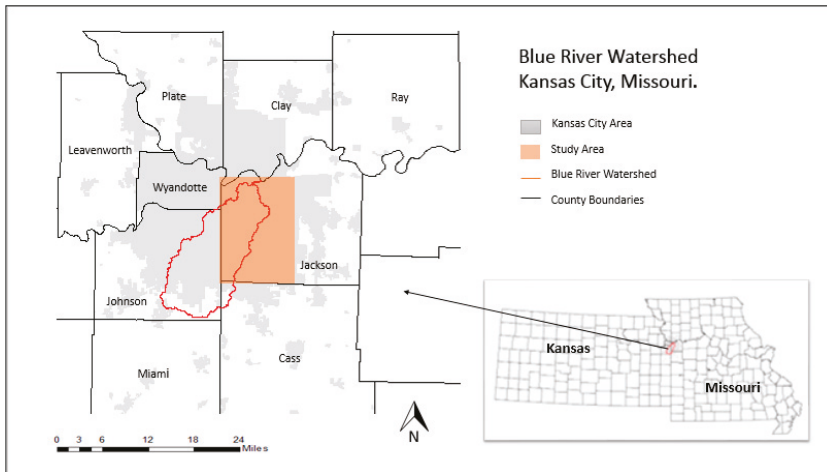 Blue River Watershed
Kansas City, Missouri.
Kansas City Area
Study Area
Blue River Watershed
County Boundaries
Plate
Clay
Ray
Leavenworth
Wyandotte
Jackson
Johnson
Cass
Miami
N
0 3 6 12 18 24
Miles
Kansas
Missouri